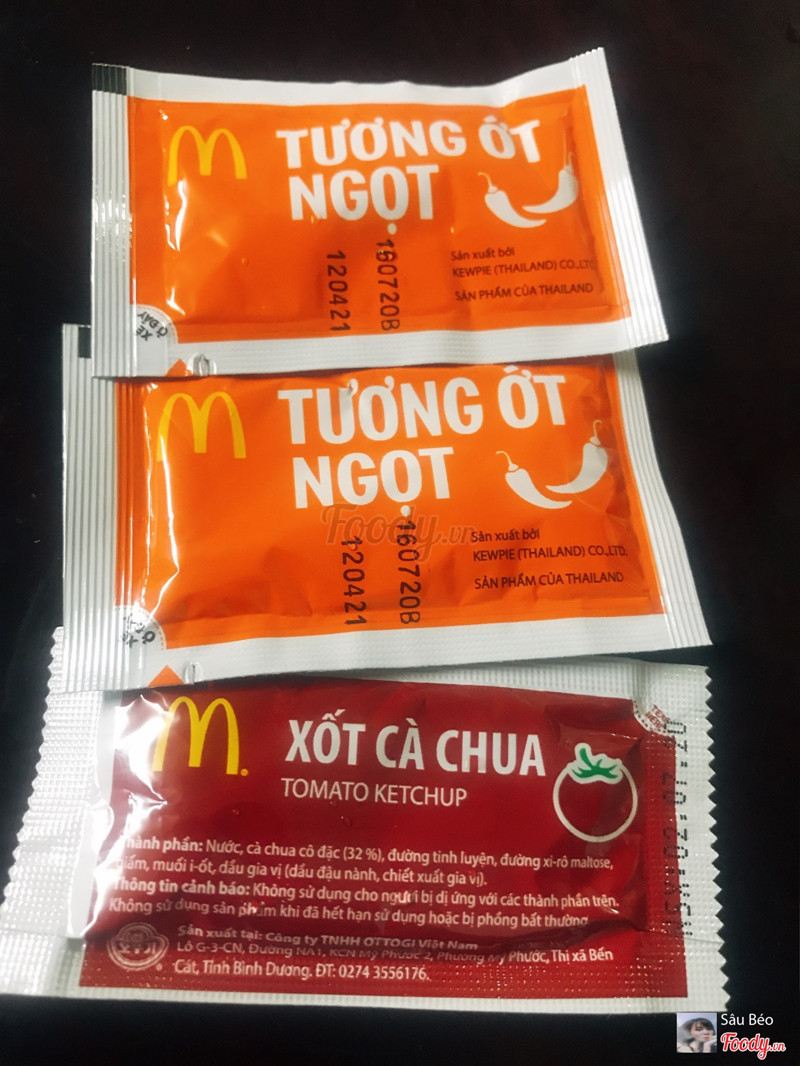 TƯƠNG ỚT
NGỌT
160720B
120421
Sản xuất bởi
KEWPIE (THAILAND) CO.,LTD.
SẢN PHẨM CỦA THAILAND
XÉ
Ở ĐÂY
TƯƠNG ỚT
NGỌT
Foody.vn
160720B
120421
Sản xuất bởi
KEWPIE (THAILAND) CO.,LTD.
SẢN PHẨM CỦA THAILAND
XỐT CÀ CHUA
TOMATO KETCHUP
Thành phần: Nước, cà chua cô đặc (32 %), đường tinh luyện, đường xi-rô maltose,
giấm, muối i-ốt, dầu gia vị (dầu đậu nành, chiết xuất gia vị).
Thông tin cảnh báo: Không sử dụng cho người bị dị ứng với các thành phần trên.
Không sử dụng sản phẩm khi đã hết hạn sử dụng hoặc bị phồng bất thường
Sản xuất tại: Công ty TNHH OTTOGI Việt Nam
Lô G-3-CN, Đường NA1, KCN Mỹ Phước 2, Phường Mỹ Phước, Thị xã Bến
Cát, Tỉnh Bình Dương. ĐT: 0274 3556176.
Sâu Béo
Foody.vn